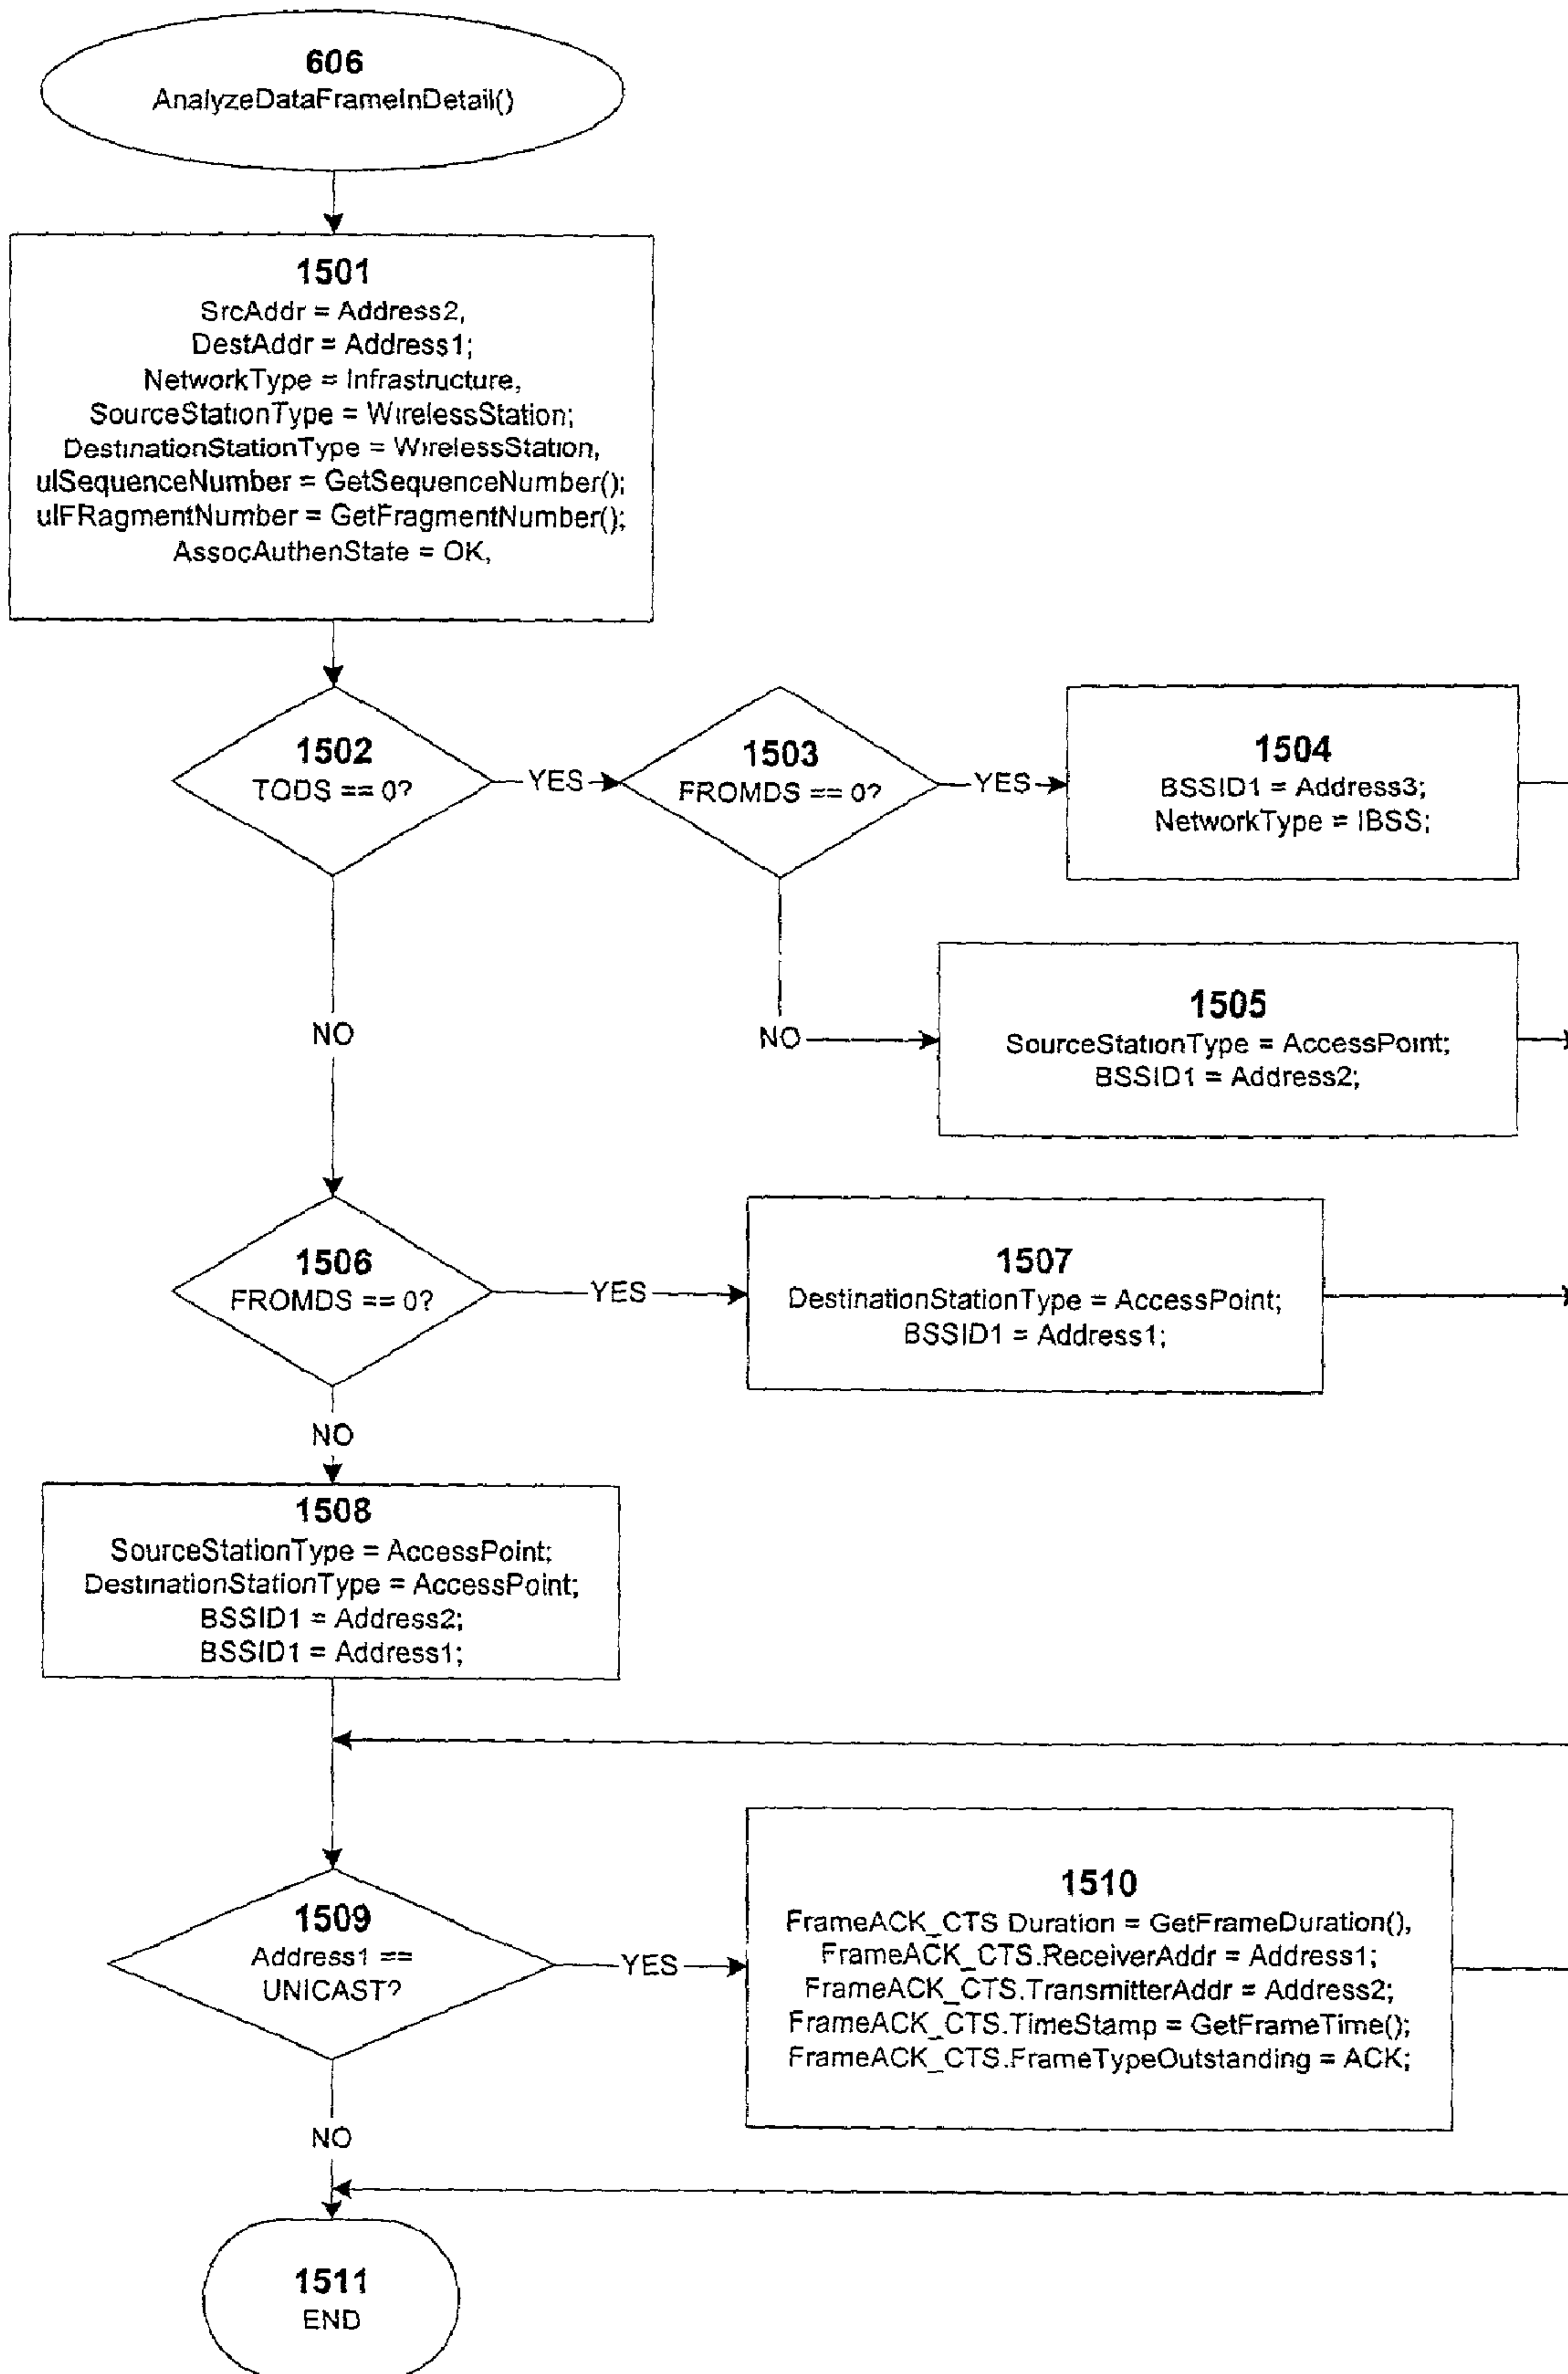 606
AnalyzeDataFrameInDetail()
1501
SrcAddr = Address2,
DestAddr = Address1;
NetworkType = Infrastructure,
SourceStationType = WirelessStation;
DestinationStationType = WirelessStation,
ulSequenceNumber = GetSequenceNumber();
ulFRagmentNumber = GetFragmentNumber();
AssocAuthenState = OK,
1502
TODS == 0?
YES
1503
FROMDS == 0?
YES
1504
BSSID1 = Address3;
NetworkType = IBSS;
NO
NO
1505
SourceStationType = AccessPoint;
BSSID1 = Address2;
1506
FROMDS == 0?
YES
1507
DestinationStationType = AccessPoint;
BSSID1 = Address1;
NO
1508
SourceStationType = AccessPoint;
DestinationStationType = AccessPoint;
BSSID1 = Address2;
BSSID1 = Address1;
1509
Address1 ==
UNICAST?
YES
1510
FrameACK_CTS Duration = GetFrameDuration(),
FrameACK_CTS.ReceiverAddr = Address1;
FrameACK_CTS.TransmitterAddr = Address2;
FrameACK_CTS.TimeStamp = GetFrameTime();
FrameACK_CTS.FrameTypeOutstanding = ACK;
NO
1511
END